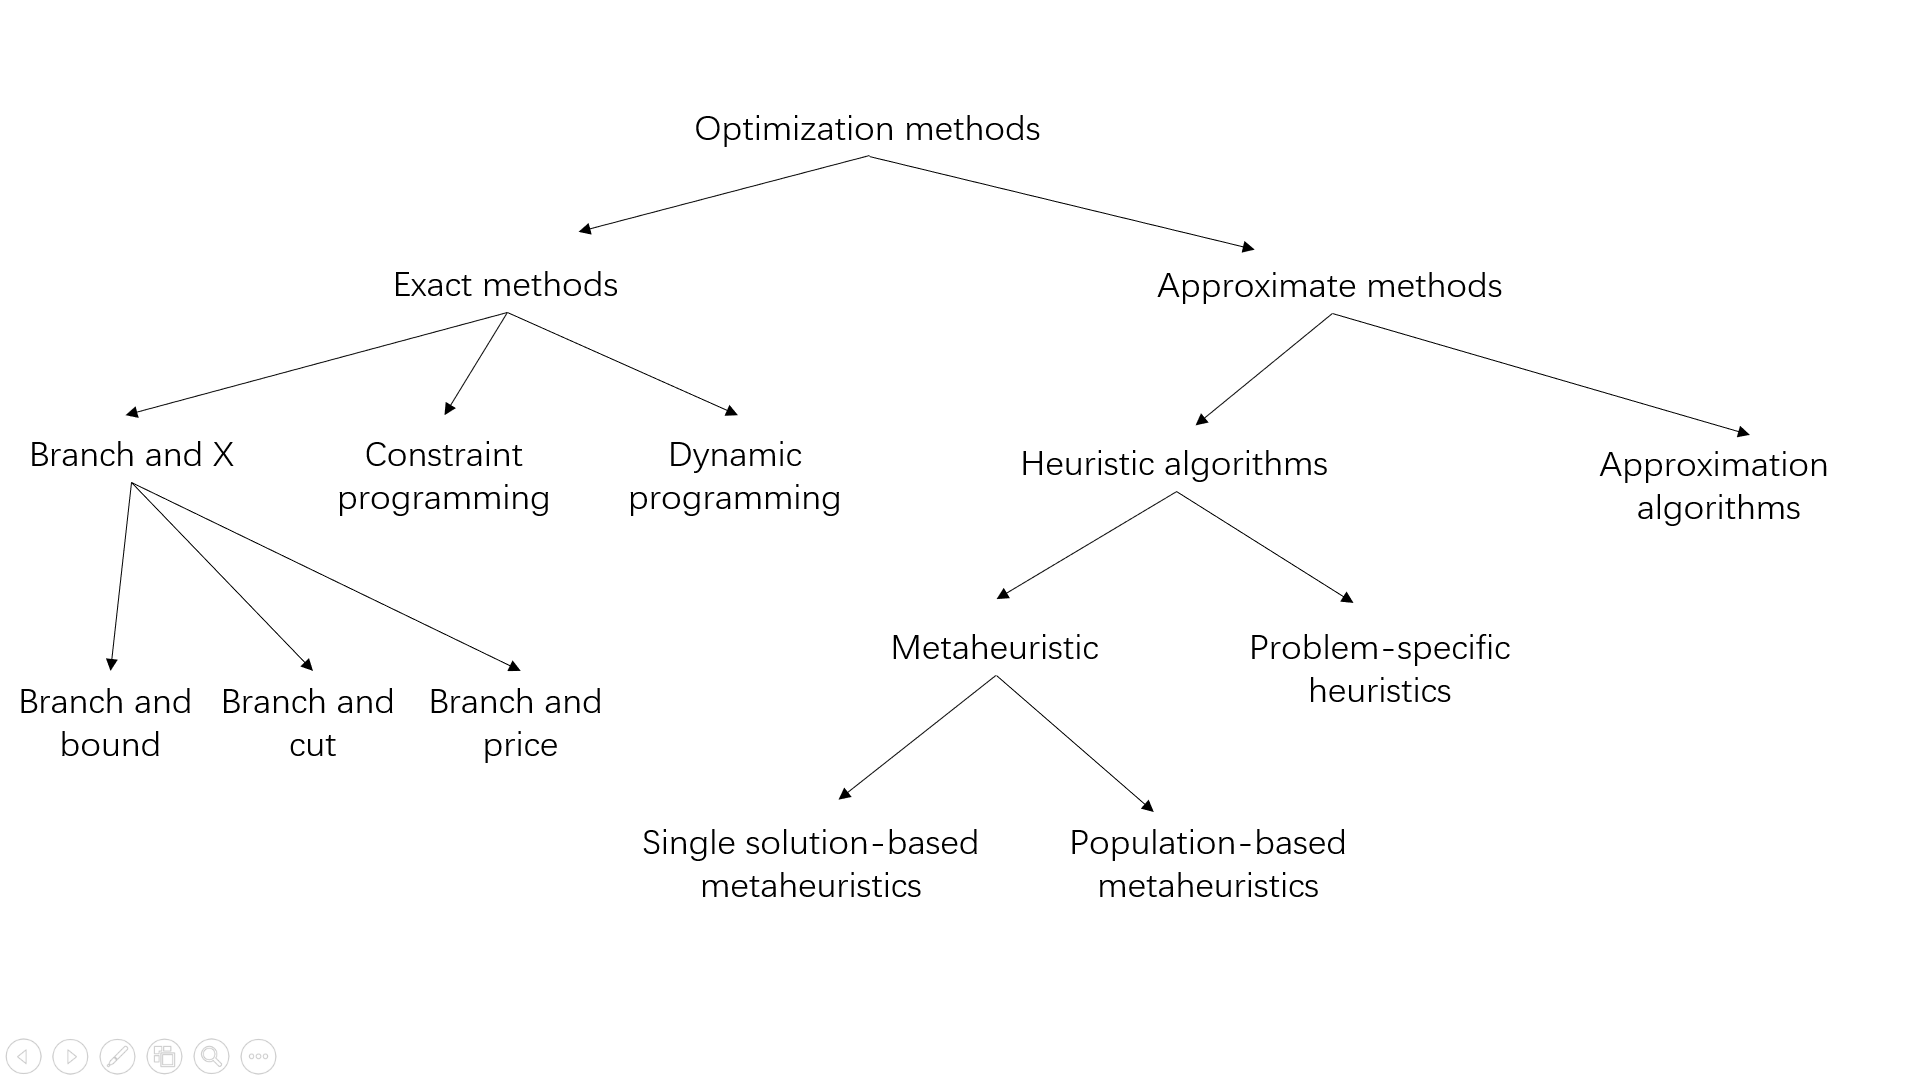 Optimization methods
Exact methods
Approximate methods
Branch and X
Constraint
programming
Dynamic
programming
Heuristic algorithms
Approximation
algorithms
Branch and
bound
Branch and
cut
Branch and
price
Metaheuristic
Problem-specific
heuristics
Single solution-based
metaheuristics
Population-based
metaheuristics